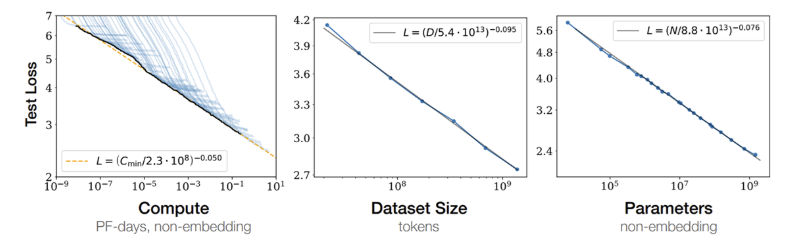 Test Loss
7
6
5
4
3
2
L = (C_min/2.3 · 10^8)^−0.050
10^−9
10^−7
10^−5
10^−3
10^−1
10^1
Compute
PF-days, non-embedding
4.2
3.9
3.6
3.3
3.0
2.7
L = (D/5.4 · 10^13)^−0.095
10^8
10^9
Dataset Size
tokens
5.6
4.8
4.0
3.2
2.4
L = (N/8.8 · 10^13)^−0.076
10^5
10^7
10^9
Parameters
non-embedding